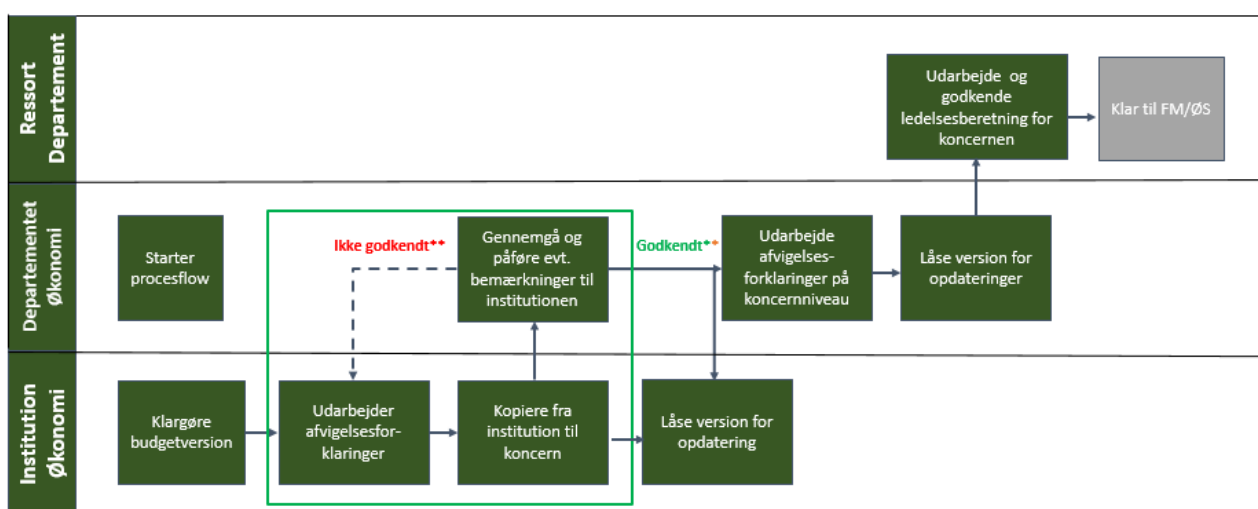 Ressort
Departement
Udarbejde og
godkende
ledelsesberetning for
koncernen
Klar til FM/ØS
Departementet
Økonomi
Starter
procesflow
Ikke godkendt**
Gennemgå og
påføre evt.
bemærkninger til
institutionen
Godkendt**
Udarbejde
afvigelses-
forklaringer på
koncernniveau
Låse version for
opdateringer
Institution
Økonomi
Klargøre
budgetversion
Udarbejder
afvigelsesfor-
klaringer
Kopiere fra
institution til
koncern
Låse version for
opdatering